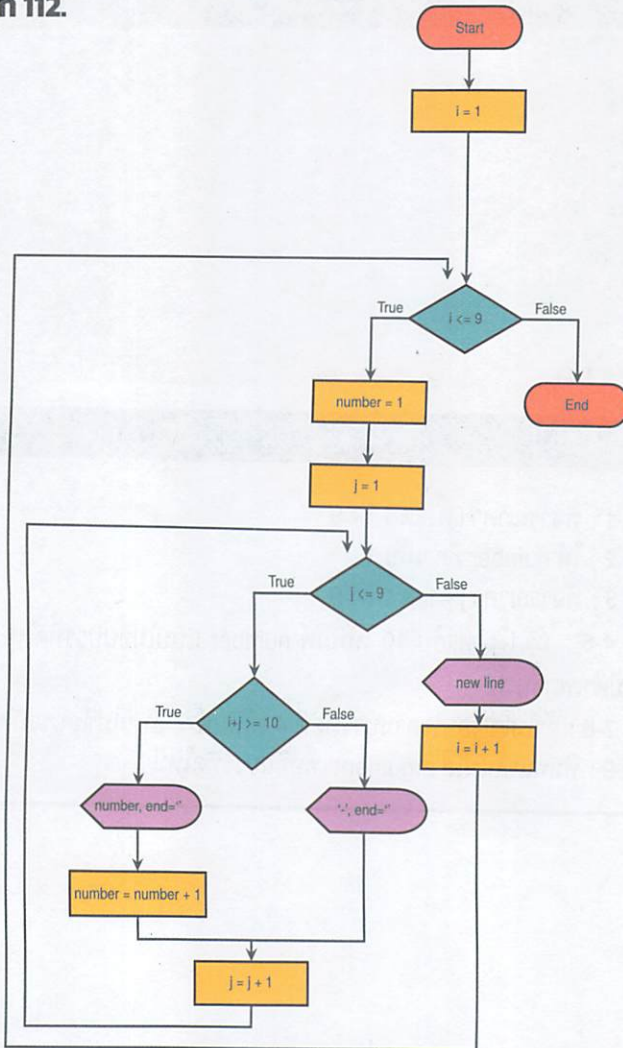 n 112.
Start
i = 1
True
i <= 9
False
number = 1
End
j = 1
True
j <= 9
False
new line
True
i+j >= 10
False
i = i + 1
number, end=''
'-', end=''
number = number + 1
j = j + 1